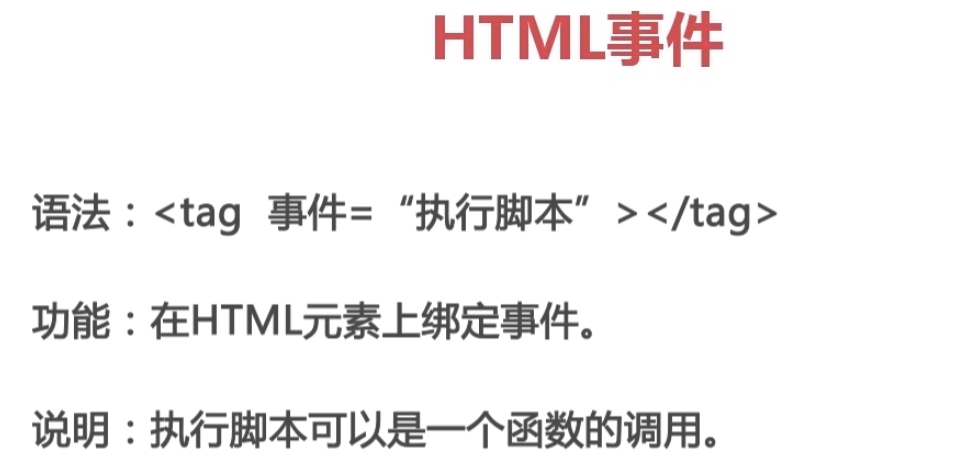 HTML事件
语法：<tag 事件=“执行脚本”></tag>
功能：在HTML元素上绑定事件。
说明：执行脚本可以是一个函数的调用。